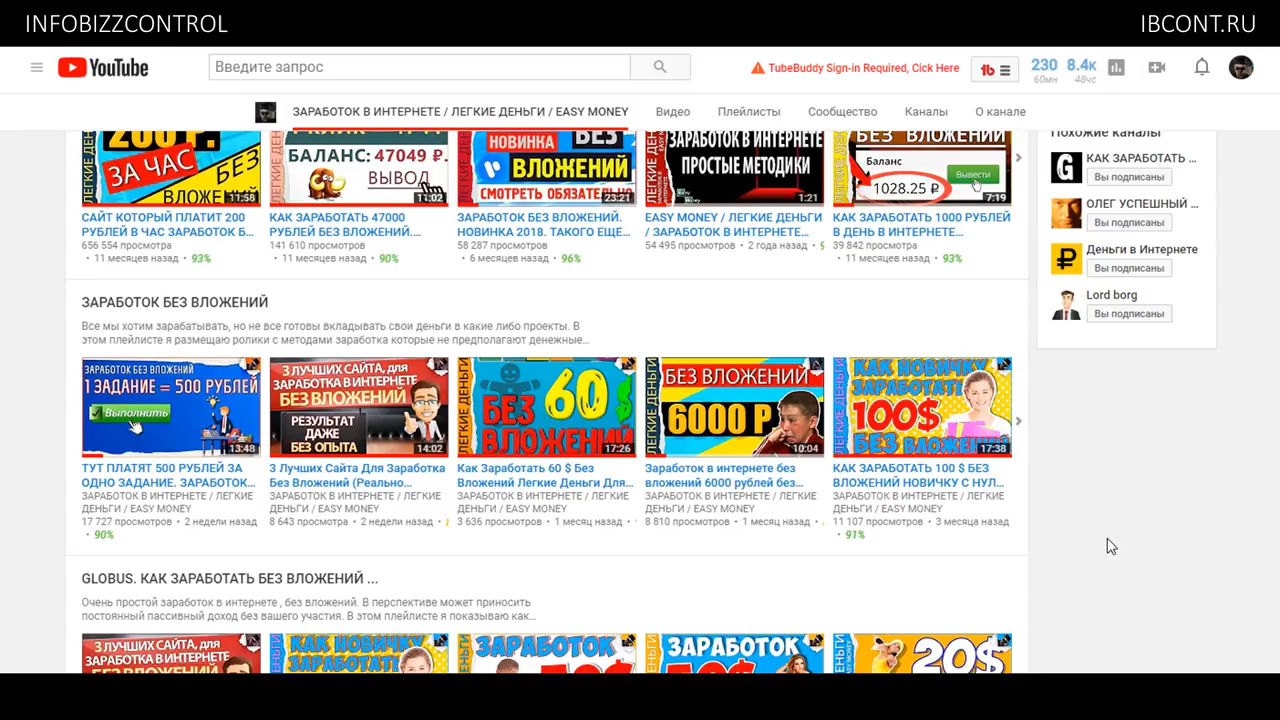 INFOBIZZCONTROL
IBCONT.RU
YouTube
Введите запрос
TubeBuddy Sign-in Required, Cick Here
tb
230
60мн
8.4к
48чс
ЗАРАБОТОК В ИНТЕРНЕТЕ / ЛЕГКИЕ ДЕНЬГИ / EASY MONEY
Видео
Плейлисты
Сообщество
Каналы
О канале
200 Р.
ЗА ЧАС
БЕЗ
11:58
БАЛАНС: 47049 Р.
ВЫВОД
11:02
НОВИНКА
БЕЗ
ВЛОЖЕНИЙ
СМОТРЕТЬ ОБЯЗАТЕЛЬНО
23:21
ЗАРАБОТОК В ИНТЕРНЕТЕ
ПРОСТЫЕ МЕТОДИКИ
1:21
БЕЗ ВЛОЖЕНИЙ
Баланс
1028.25 ₽
Вывести
7:19
САЙТ КОТОРЫЙ ПЛАТИТ 200
РУБЛЕЙ В ЧАС ЗАРАБОТОК Б...
656 554 просмотра
• 11 месяцев назад • 93%
КАК ЗАРАБОТАТЬ 47000
РУБЛЕЙ БЕЗ ВЛОЖЕНИЙ....
141 610 просмотров
• 11 месяцев назад • 90%
ЗАРАБОТОК БЕЗ ВЛОЖЕНИЙ.
НОВИНКА 2018. ТАКОГО ЕЩЕ...
58 287 просмотров
• 6 месяцев назад • 96%
EASY MONEY / ЛЕГКИЕ ДЕНЬГИ
/ ЗАРАБОТОК В ИНТЕРНЕТЕ...
54 495 просмотров • 2 года назад •
КАК ЗАРАБОТАТЬ 1000 РУБЛЕЙ
В ДЕНЬ В ИНТЕРНЕТЕ...
39 842 просмотра
• 11 месяцев назад • 93%
Похожие каналы
КАК ЗАРАБОТАТЬ ...
Вы подписаны
ОЛЕГ УСПЕШНЫЙ ...
Вы подписаны
Деньги в Интернете
Вы подписаны
Lord borg
Вы подписаны
ЗАРАБОТОК БЕЗ ВЛОЖЕНИЙ
Все мы хотим зарабатывать, но не все готовы вкладывать свои деньги в какие либо проекты. В
этом плейлисте я размещаю ролики с методами заработка которые не предполагают денежные...
ЗАРАБОТОК БЕЗ ВЛОЖЕНИЙ
1 ЗАДАНИЕ = 500 РУБЛЕЙ
Выполнить
13:48
3 ЛУЧШИХ САЙТА, ДЛЯ
ЗАРАБОТКА В ИНТЕРНЕТЕ
БЕЗ ВЛОЖЕНИЙ
РЕЗУЛЬТАТ
ДАЖЕ
БЕЗ ОПЫТА
14:02
ЛЕГКИЕ ДЕНЬГИ
60 $
БЕЗ
ВЛОЖЕНИЙ
17:26
ЛЕГКИЕ ДЕНЬГИ
БЕЗ ВЛОЖЕНИЙ
6000 Р
10:04
ЛЕГКИЕ ДЕНЬГИ
КАК НОВИЧКУ
ЗАРАБОТАТЬ
100$
БЕЗ ВЛОЖЕНИЙ
17:38
ТУТ ПЛАТЯТ 500 РУБЛЕЙ ЗА
ОДНО ЗАДАНИЕ. ЗАРАБОТОК...
ЗАРАБОТОК В ИНТЕРНЕТЕ / ЛЕГКИЕ
ДЕНЬГИ / EASY MONEY
17 727 просмотров • 2 недели назад
• 90%
3 Лучших Сайта Для Заработка
Без Вложений (Реально...
ЗАРАБОТОК В ИНТЕРНЕТЕ / ЛЕГКИЕ
ДЕНЬГИ / EASY MONEY
8 643 просмотра • 2 недели назад •
Как Заработать 60 $ Без
Вложений Легкие Деньги Для...
ЗАРАБОТОК В ИНТЕРНЕТЕ / ЛЕГКИЕ
ДЕНЬГИ / EASY MONEY
3 636 просмотров • 1 месяц назад •
Заработок в интернете без
вложений 6000 рублей без...
ЗАРАБОТОК В ИНТЕРНЕТЕ / ЛЕГКИЕ
ДЕНЬГИ / EASY MONEY
8 810 просмотров • 1 месяц назад •
КАК ЗАРАБОТАТЬ 100 $ БЕЗ
ВЛОЖЕНИЙ НОВИЧКУ С НУЛ...
ЗАРАБОТОК В ИНТЕРНЕТЕ / ЛЕГКИЕ
ДЕНЬГИ / EASY MONEY
11 107 просмотров • 3 месяца назад
• 91%
GLOBUS. КАК ЗАРАБОТАТЬ БЕЗ ВЛОЖЕНИЙ ...
Очень простой заработок в интернете , без вложений. В перспективе может приносить
постоянный пассивный доход без вашего участия. В этом плейлисте я показываю как...
3 ЛУЧШИХ САЙТА, ДЛЯ
ЗАРАБОТКА В ИНТЕРНЕТЕ
КАК НОВИЧКУ
ЗАРАБОТАТЬ
ЗАРАБОТОК
ЗАРАБОТОК
20$